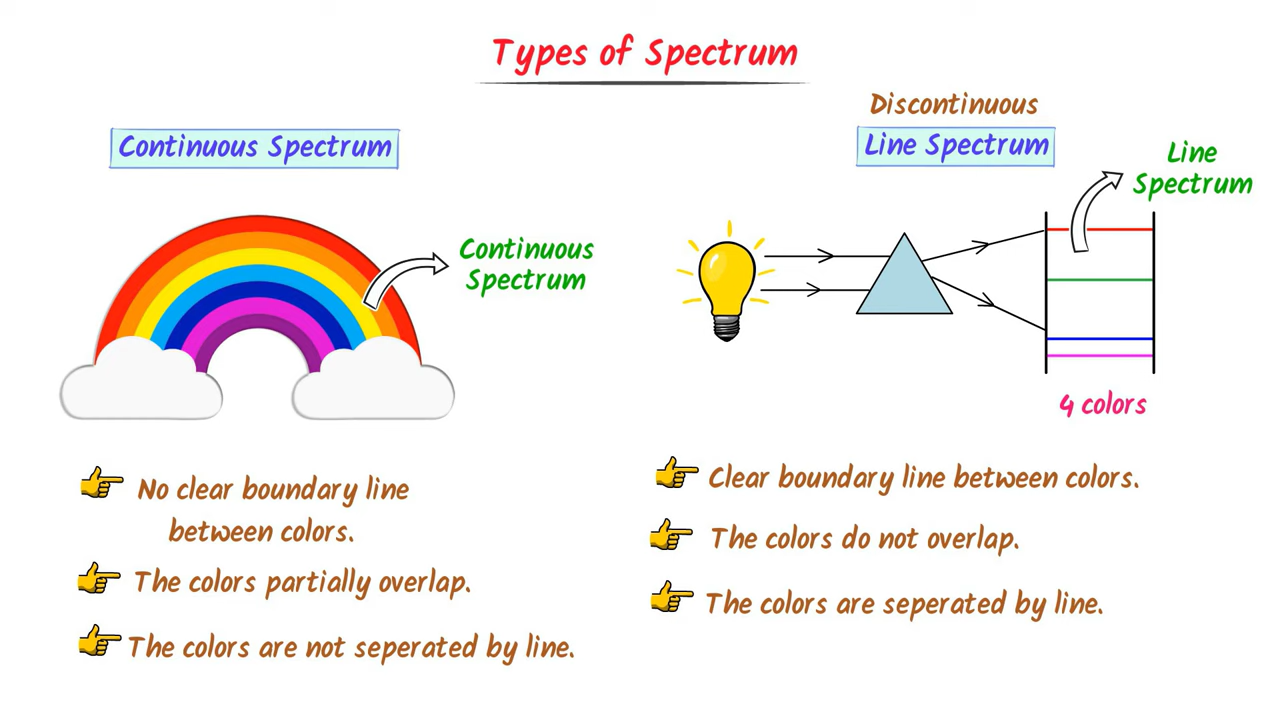 Types of Spectrum
Continuous Spectrum
Continuous
Spectrum
No clear boundary line
between colors.
The colors partially overlap.
The colors are not seperated by line.
Discontinuous
Line Spectrum
Line
Spectrum
4 colors
Clear boundary line between colors.
The colors do not overlap.
The colors are seperated by line.